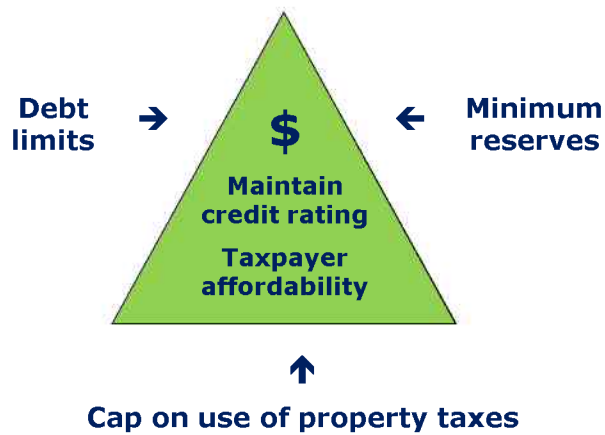 Debt
limits
➔
$
Maintain
credit rating
Taxpayer
affordability
Minimum
reserves
Cap on use of property taxes